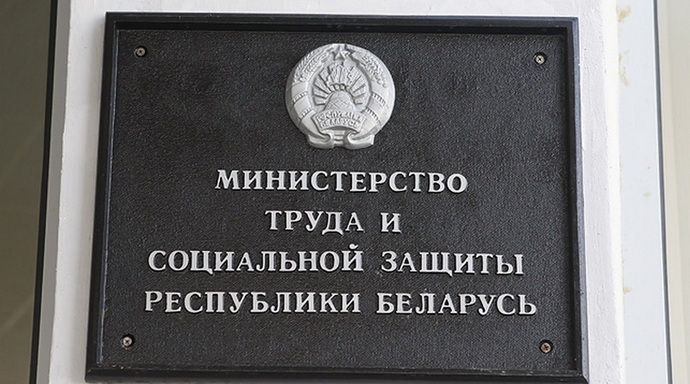 МИНИСТЕРСТВО
ТРУДА И
СОЦИАЛЬНОЙ ЗАЩИТЫ
РЕСПУБЛИКИ БЕЛАРУСЬ